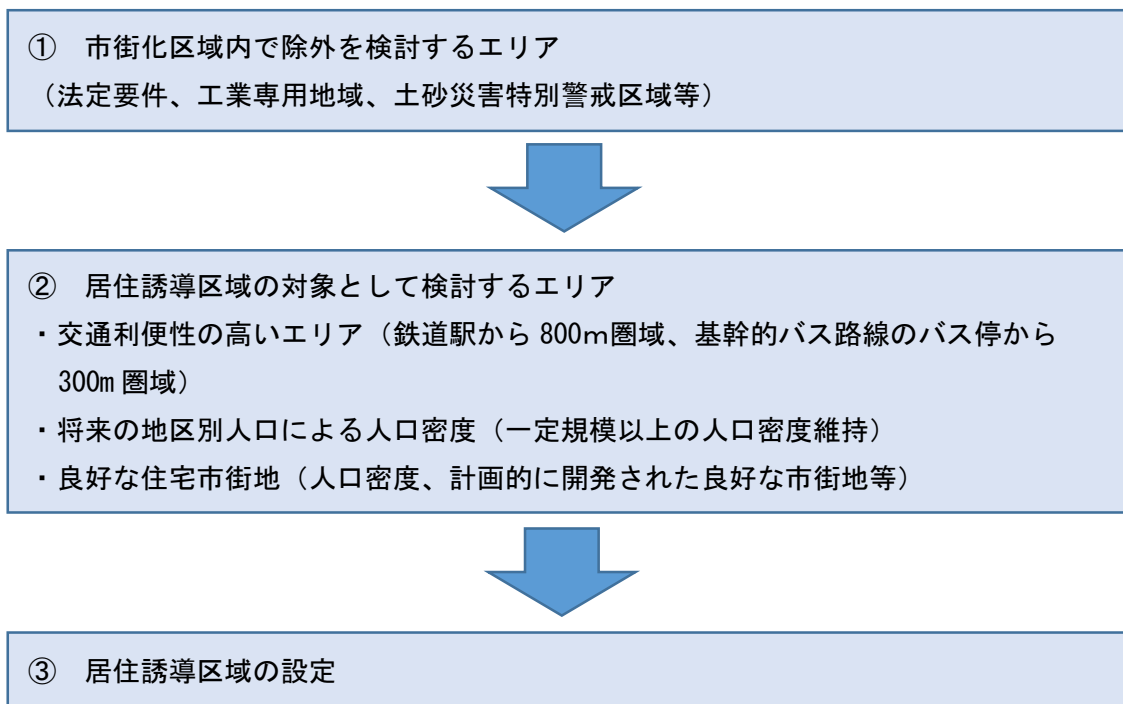 ① 市街化区域内で除外を検討するエリア
（法定要件、工業専用地域、土砂災害特別警戒区域等）
② 居住誘導区域の対象として検討するエリア
・交通利便性の高いエリア（鉄道駅から 800ｍ圏域、基幹的バス路線のバス停から
300m 圏域）
・将来の地区別人口による人口密度（一定規模以上の人口密度維持）
・良好な住宅市街地（人口密度、計画的に開発された良好な市街地等）
③ 居住誘導区域の設定